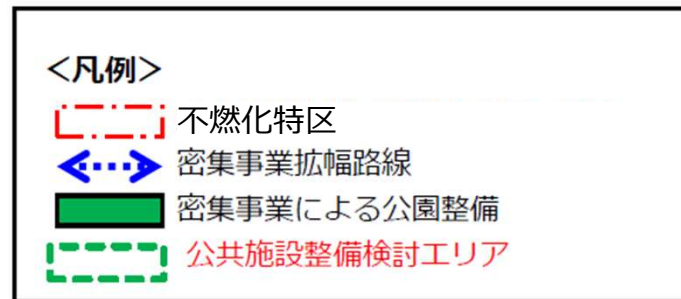 <凡例>
不燃化特区
密集事業拡幅路線
密集事業による公園整備
公共施設整備検討エリア